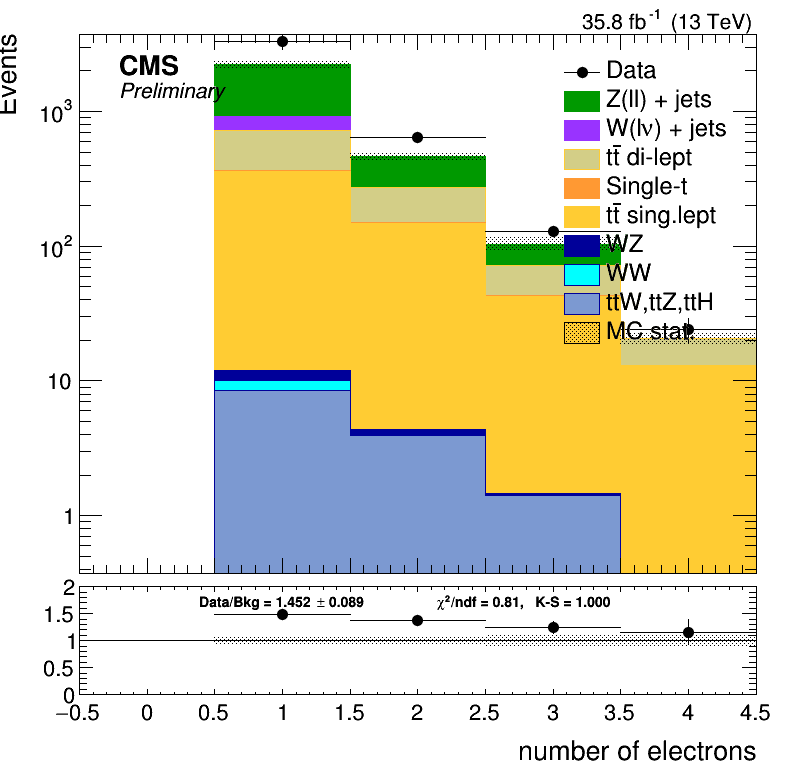 35.8 fb⁻¹ (13 TeV)
Events
CMS
Preliminary
Data
Z(ll) + jets
W(lν) + jets
tt̄ di-lept
Single-t
tt̄ sing.lept
WZ
WW
ttW,ttZ,ttH
MC stat.
10³
10²
10
1
Data/Bkg = 1.452 ± 0.089
χ²/ndf = 0.81, K-S = 1.000
2
1.5
1
0.5
0
−0.5 0 0.5 1 1.5 2 2.5 3 3.5 4 4.5
number of electrons